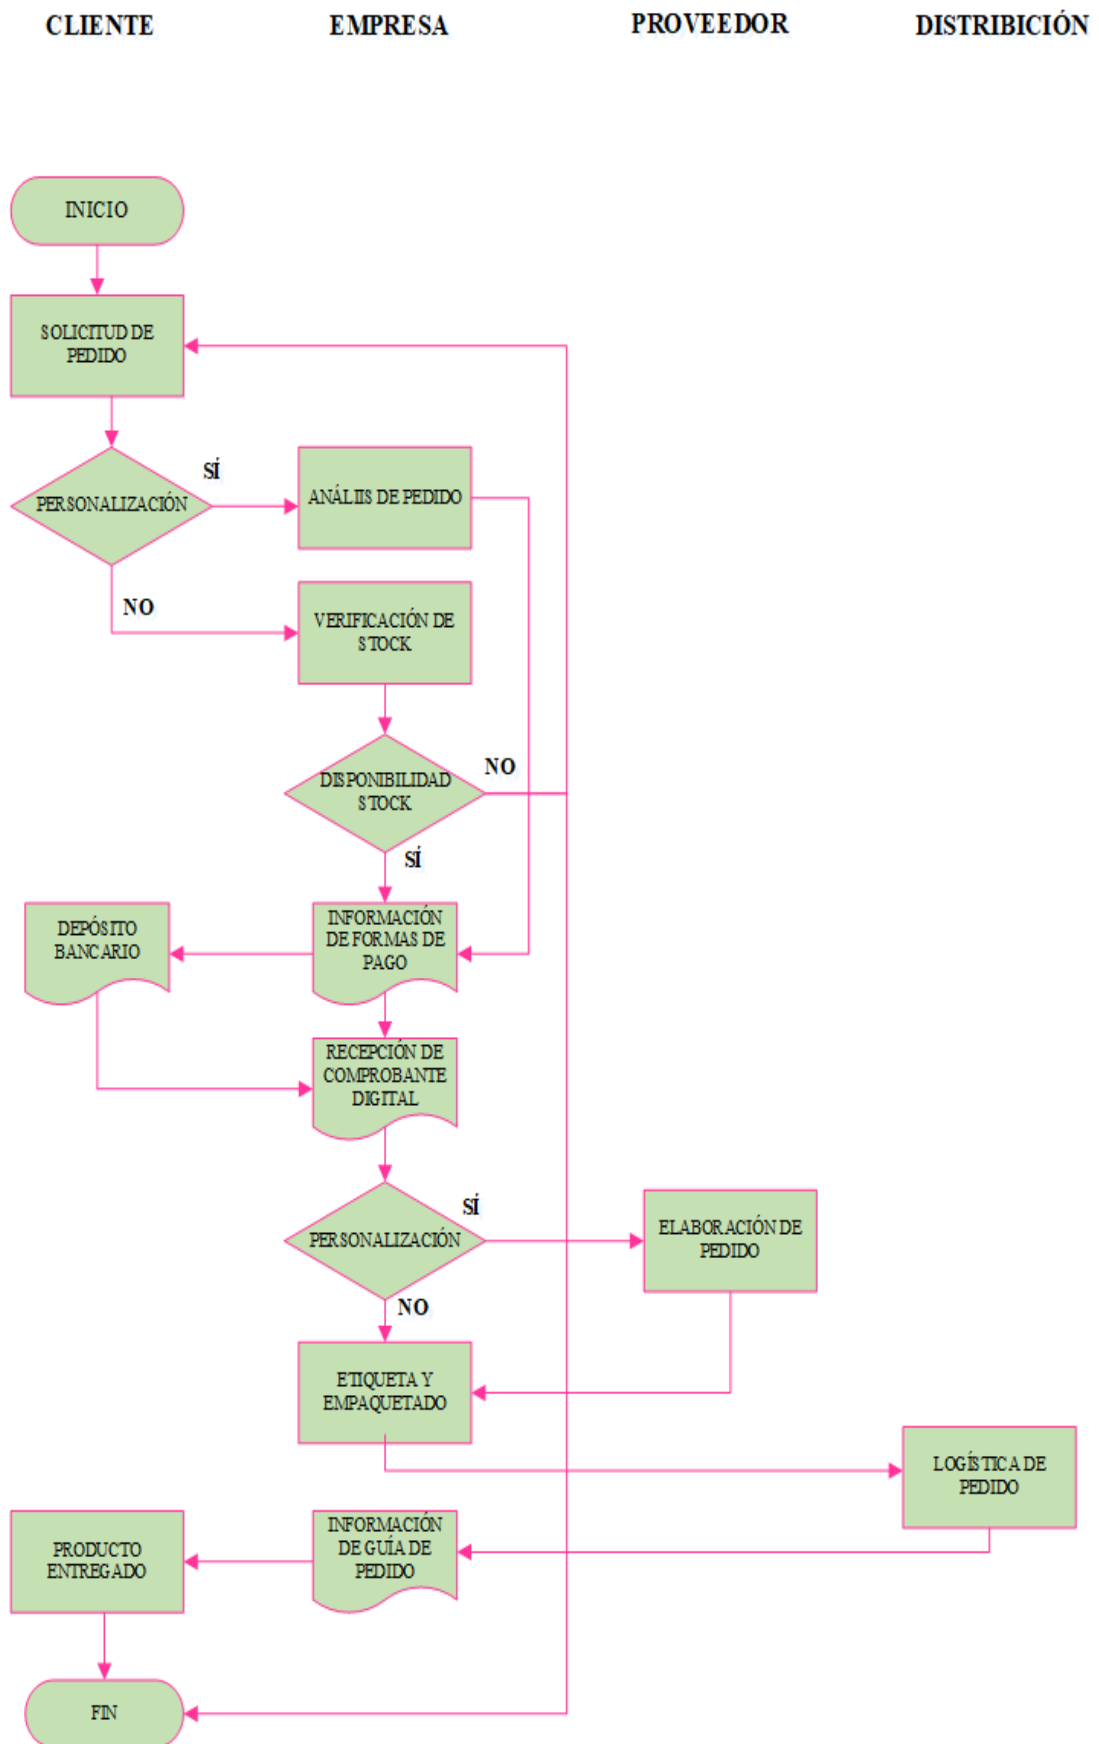 CLIENTE
EMPRESA
PROVEEDOR
DISTRIBICIÓN
INICIO
SOLICITUD DE
PEDIDO
PERSONALIZACIÓN
SÍ
ANÁLIIS DE PEDIDO
NO
VERIFICACIÓN DE
STOCK
DISPONIBILIDAD
STOCK
NO
SÍ
DEPÓSITO
BANCARIO
INFORMACIÓN
DE FORMAS DE
PAGO
RECEPCIÓN DE
COMPROBANTE
DIGITAL
PERSONALIZACIÓN
SÍ
ELABORACIÓN DE
PEDIDO
NO
ETIQUETA Y
EMPAQUETADO
LOGÍSTICA DE
PEDIDO
PRODUCTO
ENTREGADO
INFORMACIÓN
DE GUÍA DE
PEDIDO
FIN